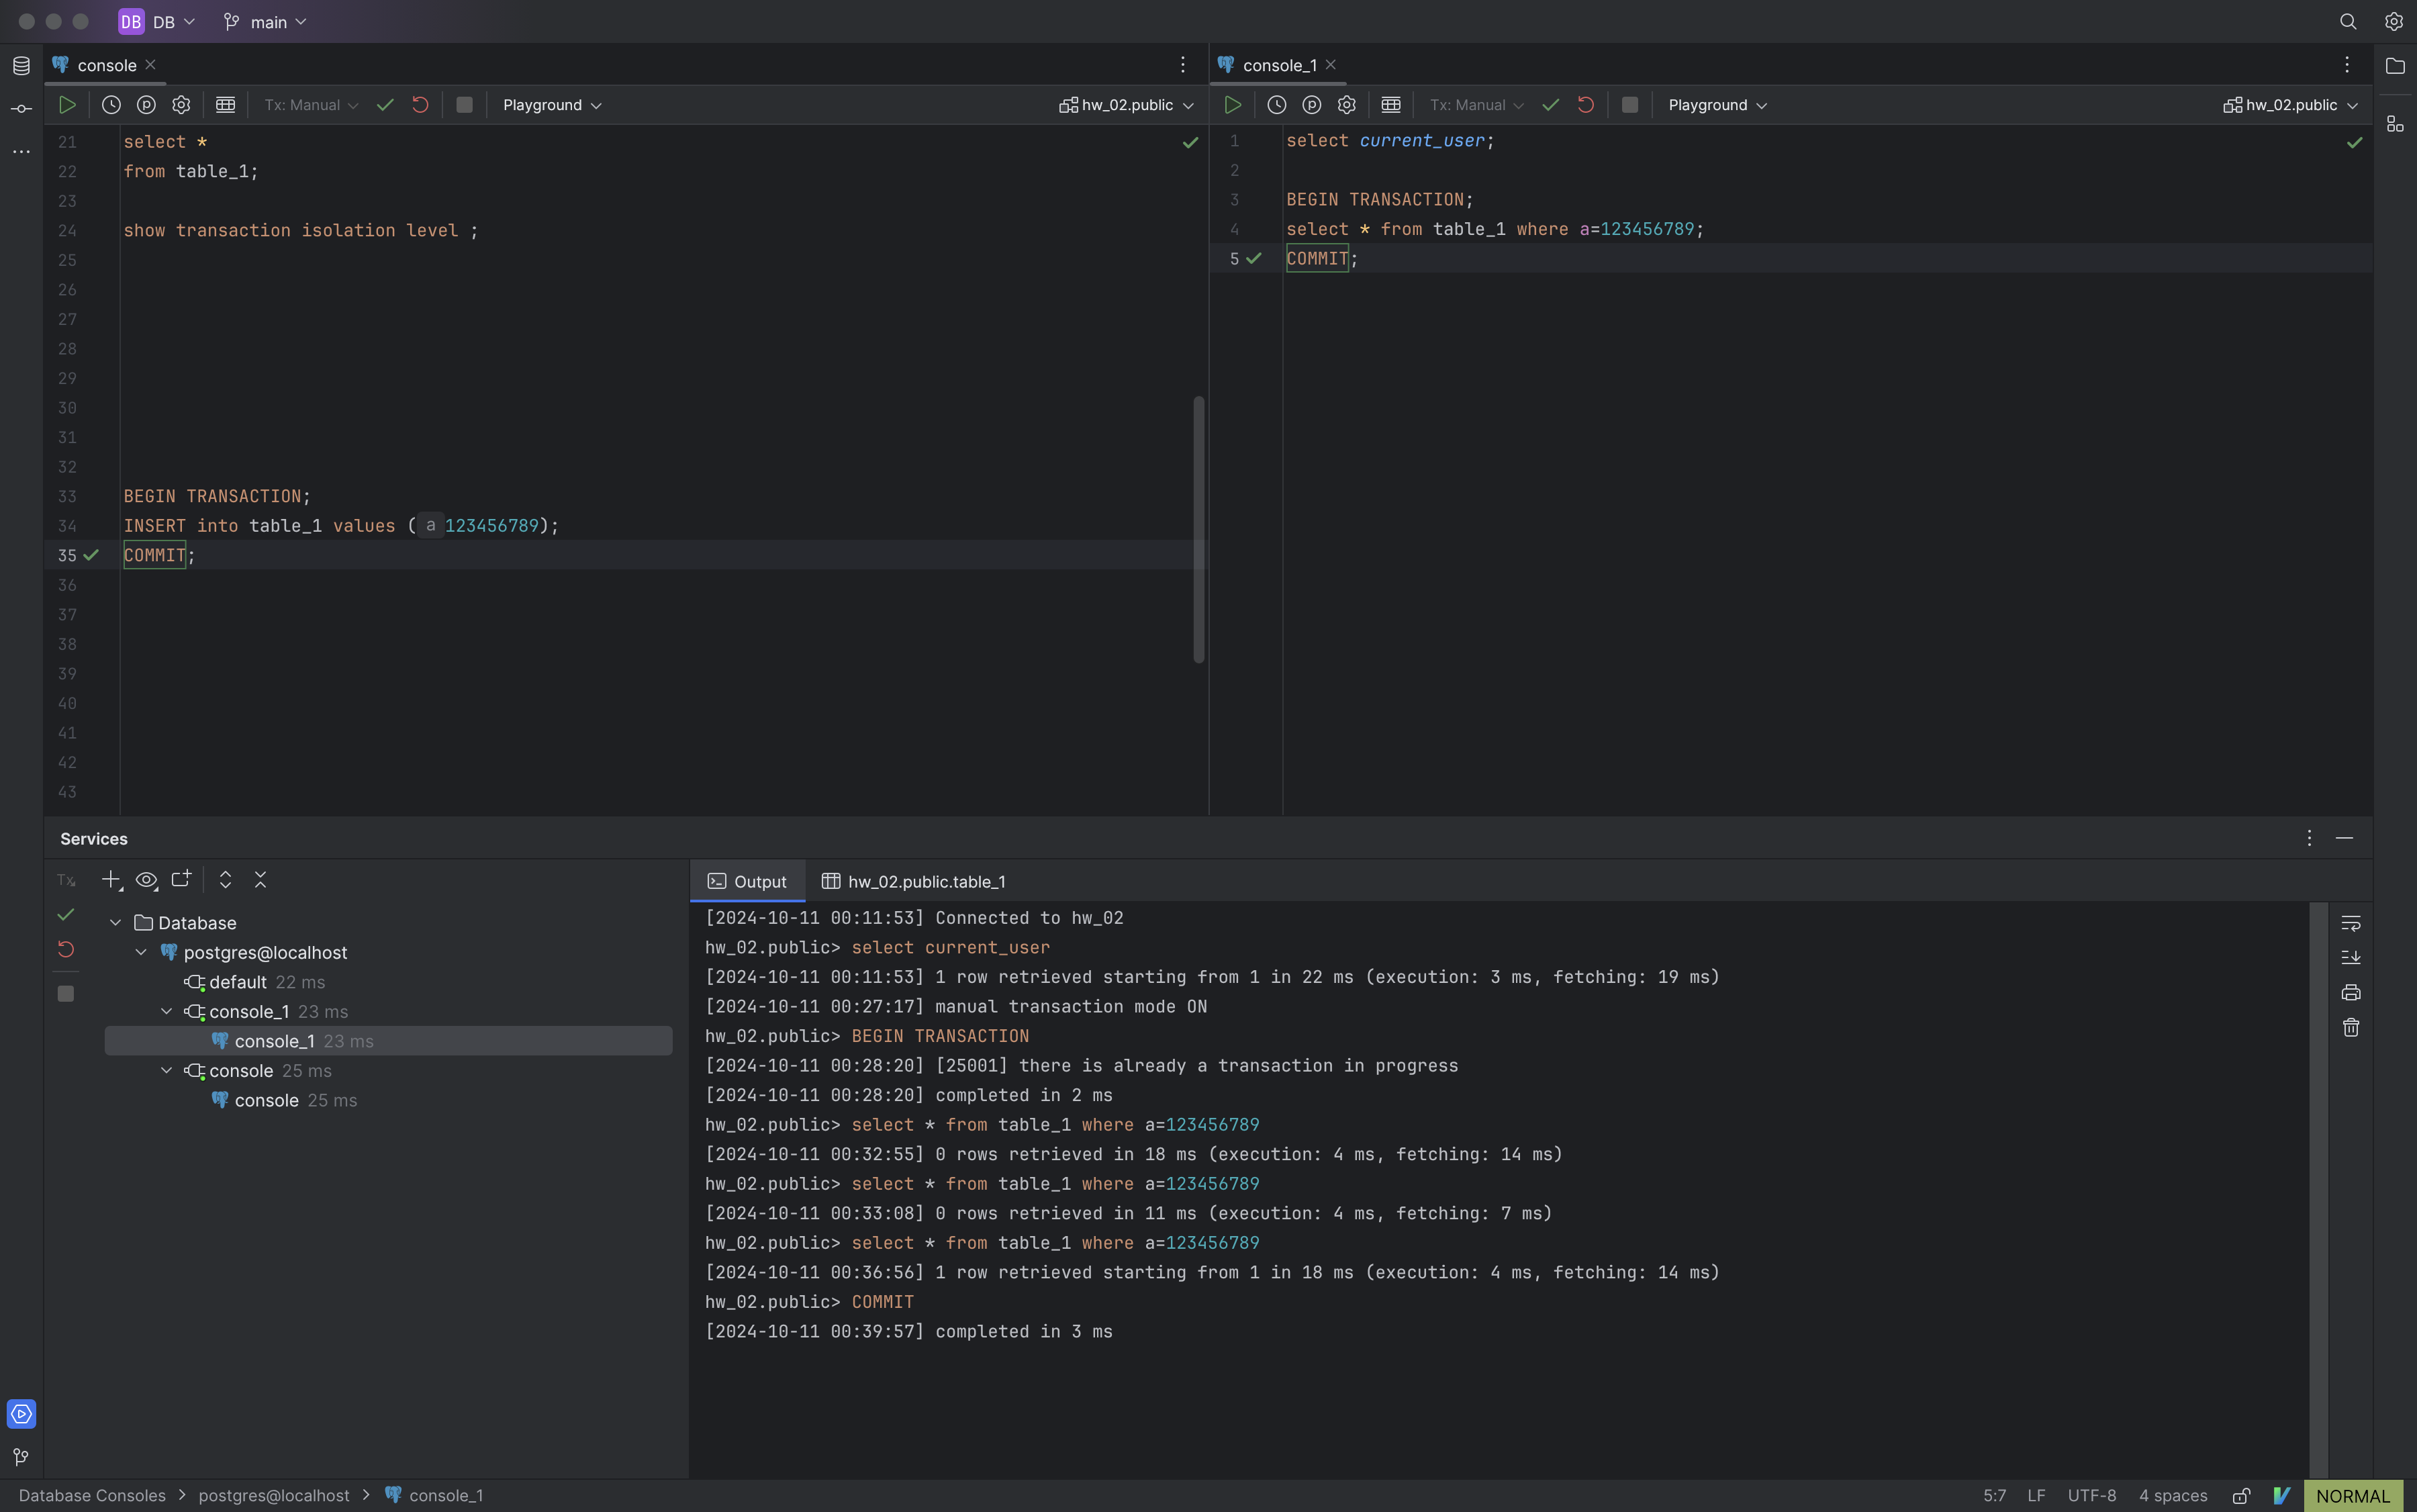 DB DB main
console
Tx: Manual Playground hw_02.public
21 select *
22 from table_1;
23
24 show transaction isolation level ;
25
26
27
28
29
30
31
32
33 BEGIN TRANSACTION;
34 INSERT into table_1 values ( a 123456789);
35 COMMIT;
36
37
38
39
40
41
42
43
console_1
Tx: Manual Playground hw_02.public
1 select current_user;
2
3 BEGIN TRANSACTION;
4 select * from table_1 where a=123456789;
5 COMMIT;
Services
Tx
Database
postgres@localhost
default 22 ms
console_1 23 ms
console_1 23 ms
console 25 ms
console 25 ms
Output hw_02.public.table_1
[2024-10-11 00:11:53] Connected to hw_02
hw_02.public> select current_user
[2024-10-11 00:11:53] 1 row retrieved starting from 1 in 22 ms (execution: 3 ms, fetching: 19 ms)
[2024-10-11 00:27:17] manual transaction mode ON
hw_02.public> BEGIN TRANSACTION
[2024-10-11 00:28:20] [25001] there is already a transaction in progress
[2024-10-11 00:28:20] completed in 2 ms
hw_02.public> select * from table_1 where a=123456789
[2024-10-11 00:32:55] 0 rows retrieved in 18 ms (execution: 4 ms, fetching: 14 ms)
hw_02.public> select * from table_1 where a=123456789
[2024-10-11 00:33:08] 0 rows retrieved in 11 ms (execution: 4 ms, fetching: 7 ms)
hw_02.public> select * from table_1 where a=123456789
[2024-10-11 00:36:56] 1 row retrieved starting from 1 in 18 ms (execution: 4 ms, fetching: 14 ms)
hw_02.public> COMMIT
[2024-10-11 00:39:57] completed in 3 ms
Database Consoles > postgres@localhost > console_1 5:7 LF UTF-8 4 spaces NORMAL